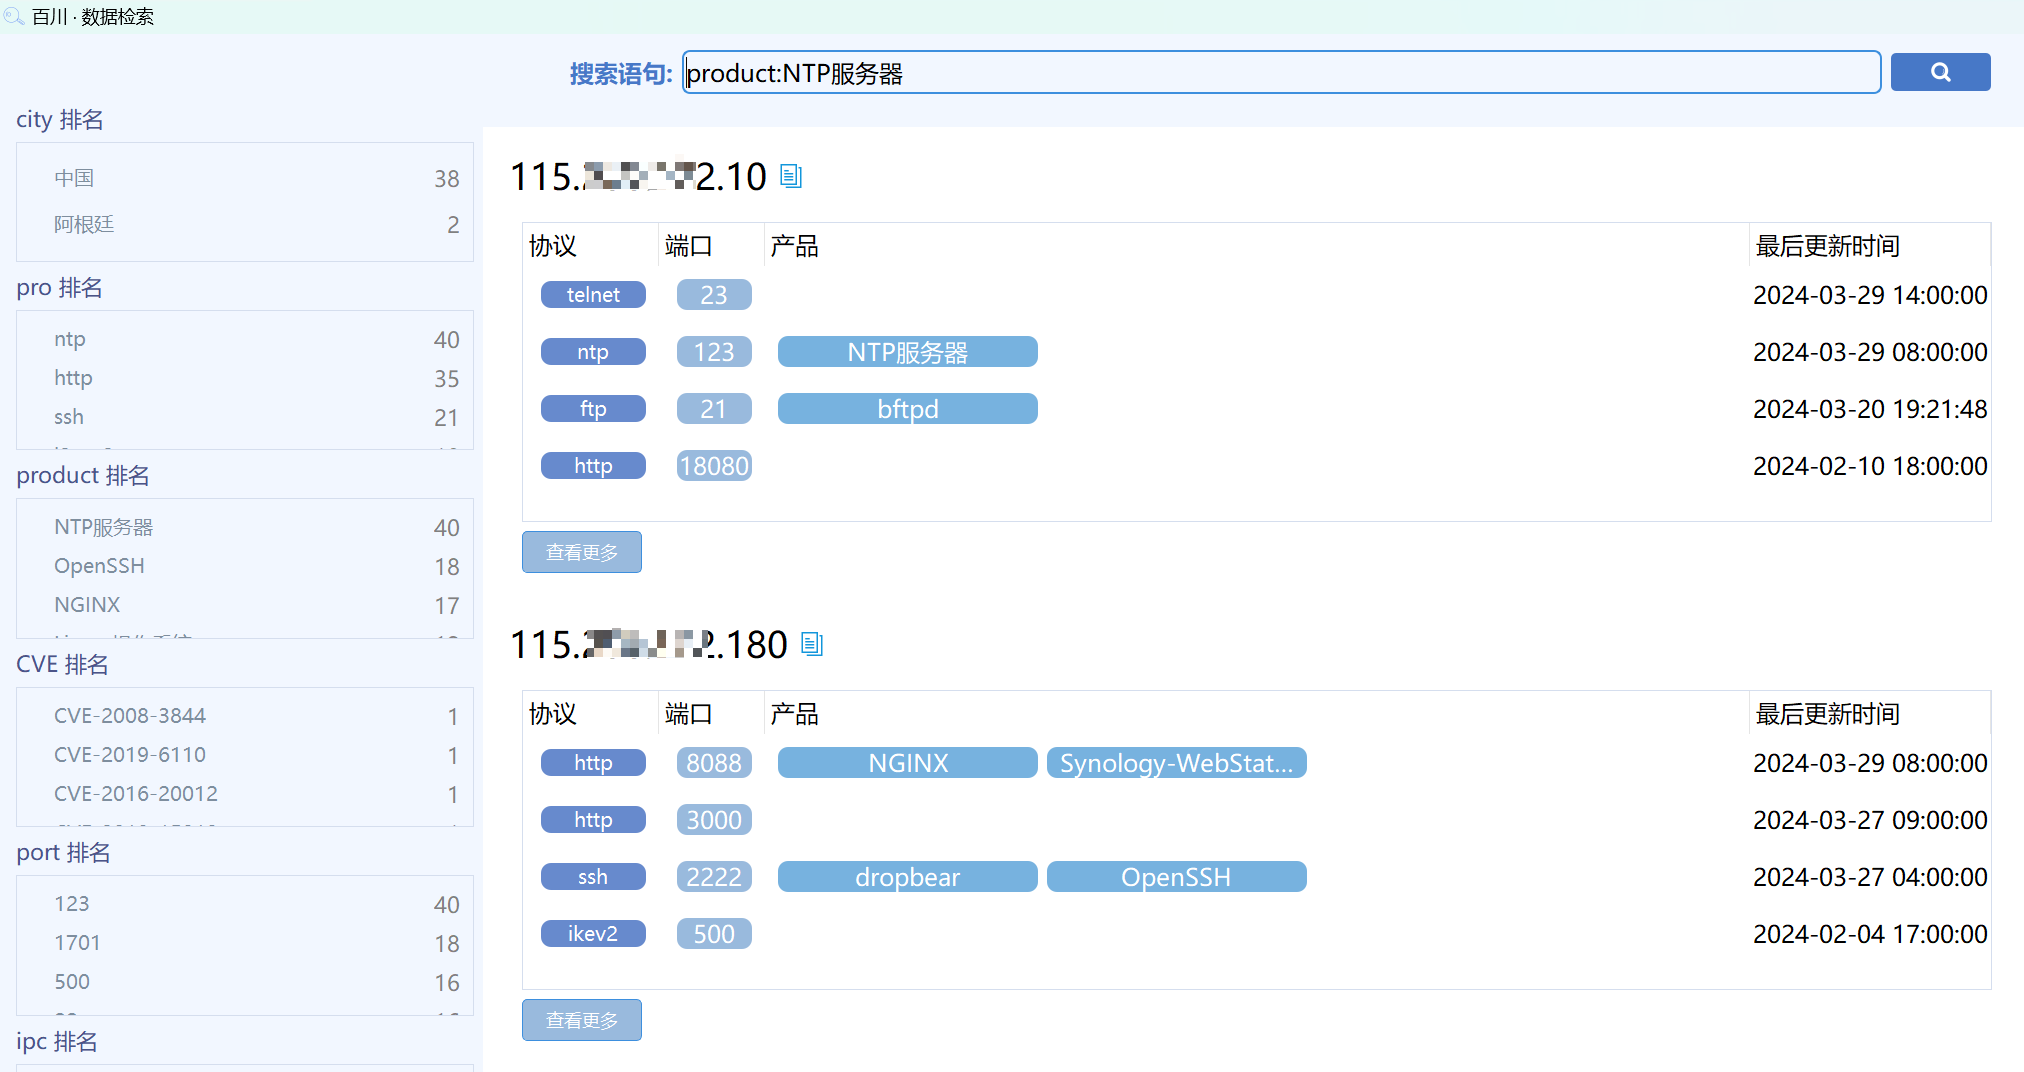 百川 · 数据检索
搜索语句: product:NTP服务器
city 排名
中国 38
阿根廷 2
pro 排名
ntp 40
http 35
ssh 21
product 排名
NTP服务器 40
OpenSSH 18
NGINX 17
CVE 排名
CVE-2008-3844 1
CVE-2019-6110 1
CVE-2016-20012 1
port 排名
123 40
1701 18
500 16
ipc 排名
115. 2.10
协议 端口 产品 最后更新时间
telnet 23 2024-03-29 14:00:00
ntp 123 NTP服务器 2024-03-29 08:00:00
ftp 21 bftpd 2024-03-20 19:21:48
http 18080 2024-02-10 18:00:00
查看更多
115. .180
协议 端口 产品 最后更新时间
http 8088 NGINX Synology-WebStat... 2024-03-29 08:00:00
http 3000 2024-03-27 09:00:00
ssh 2222 dropbear OpenSSH 2024-03-27 04:00:00
ikev2 500 2024-02-04 17:00:00
查看更多